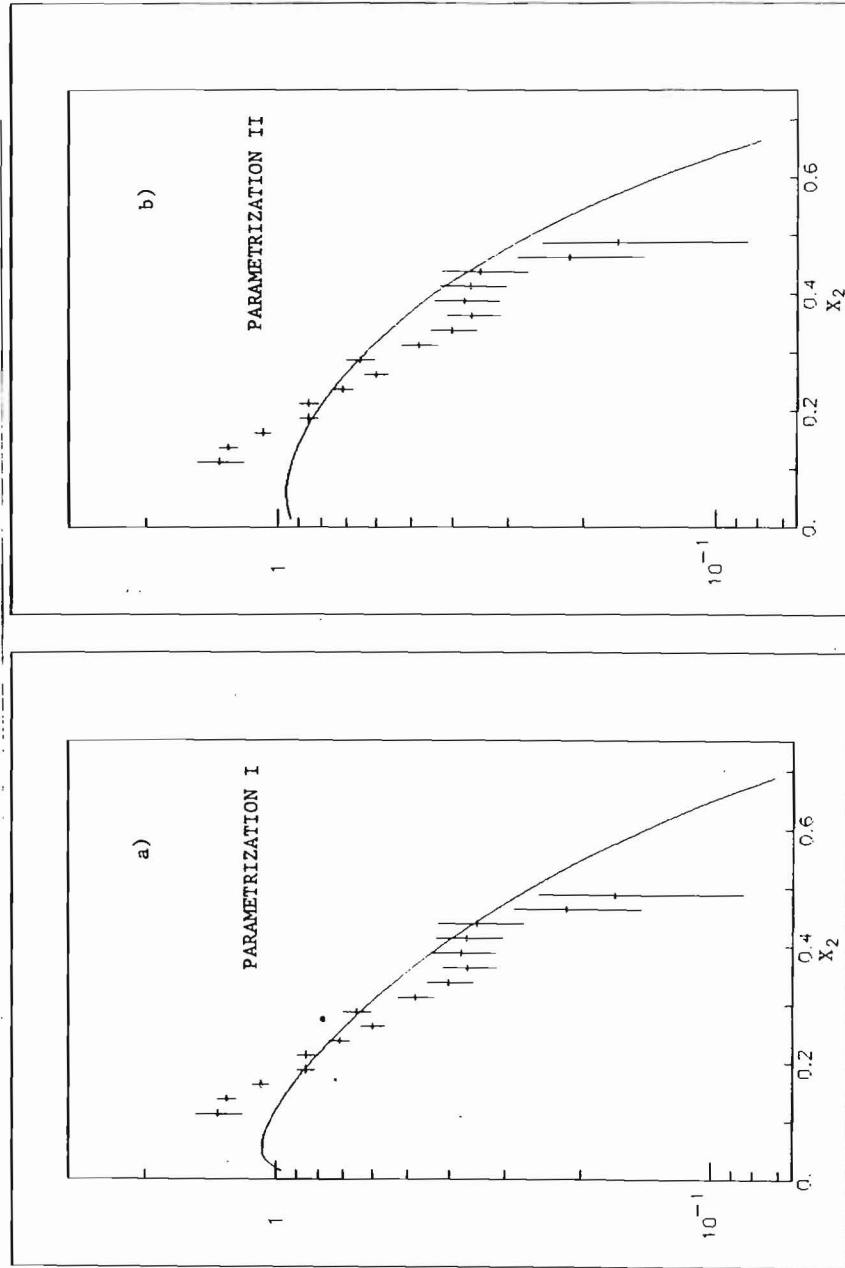 a)
PARAMETRIZATION I
1
10⁻¹
0. 0.2 0.4 0.6
X₂
b)
PARAMETRIZATION II
1
10⁻¹
0. 0.2 0.4 0.6
X₂